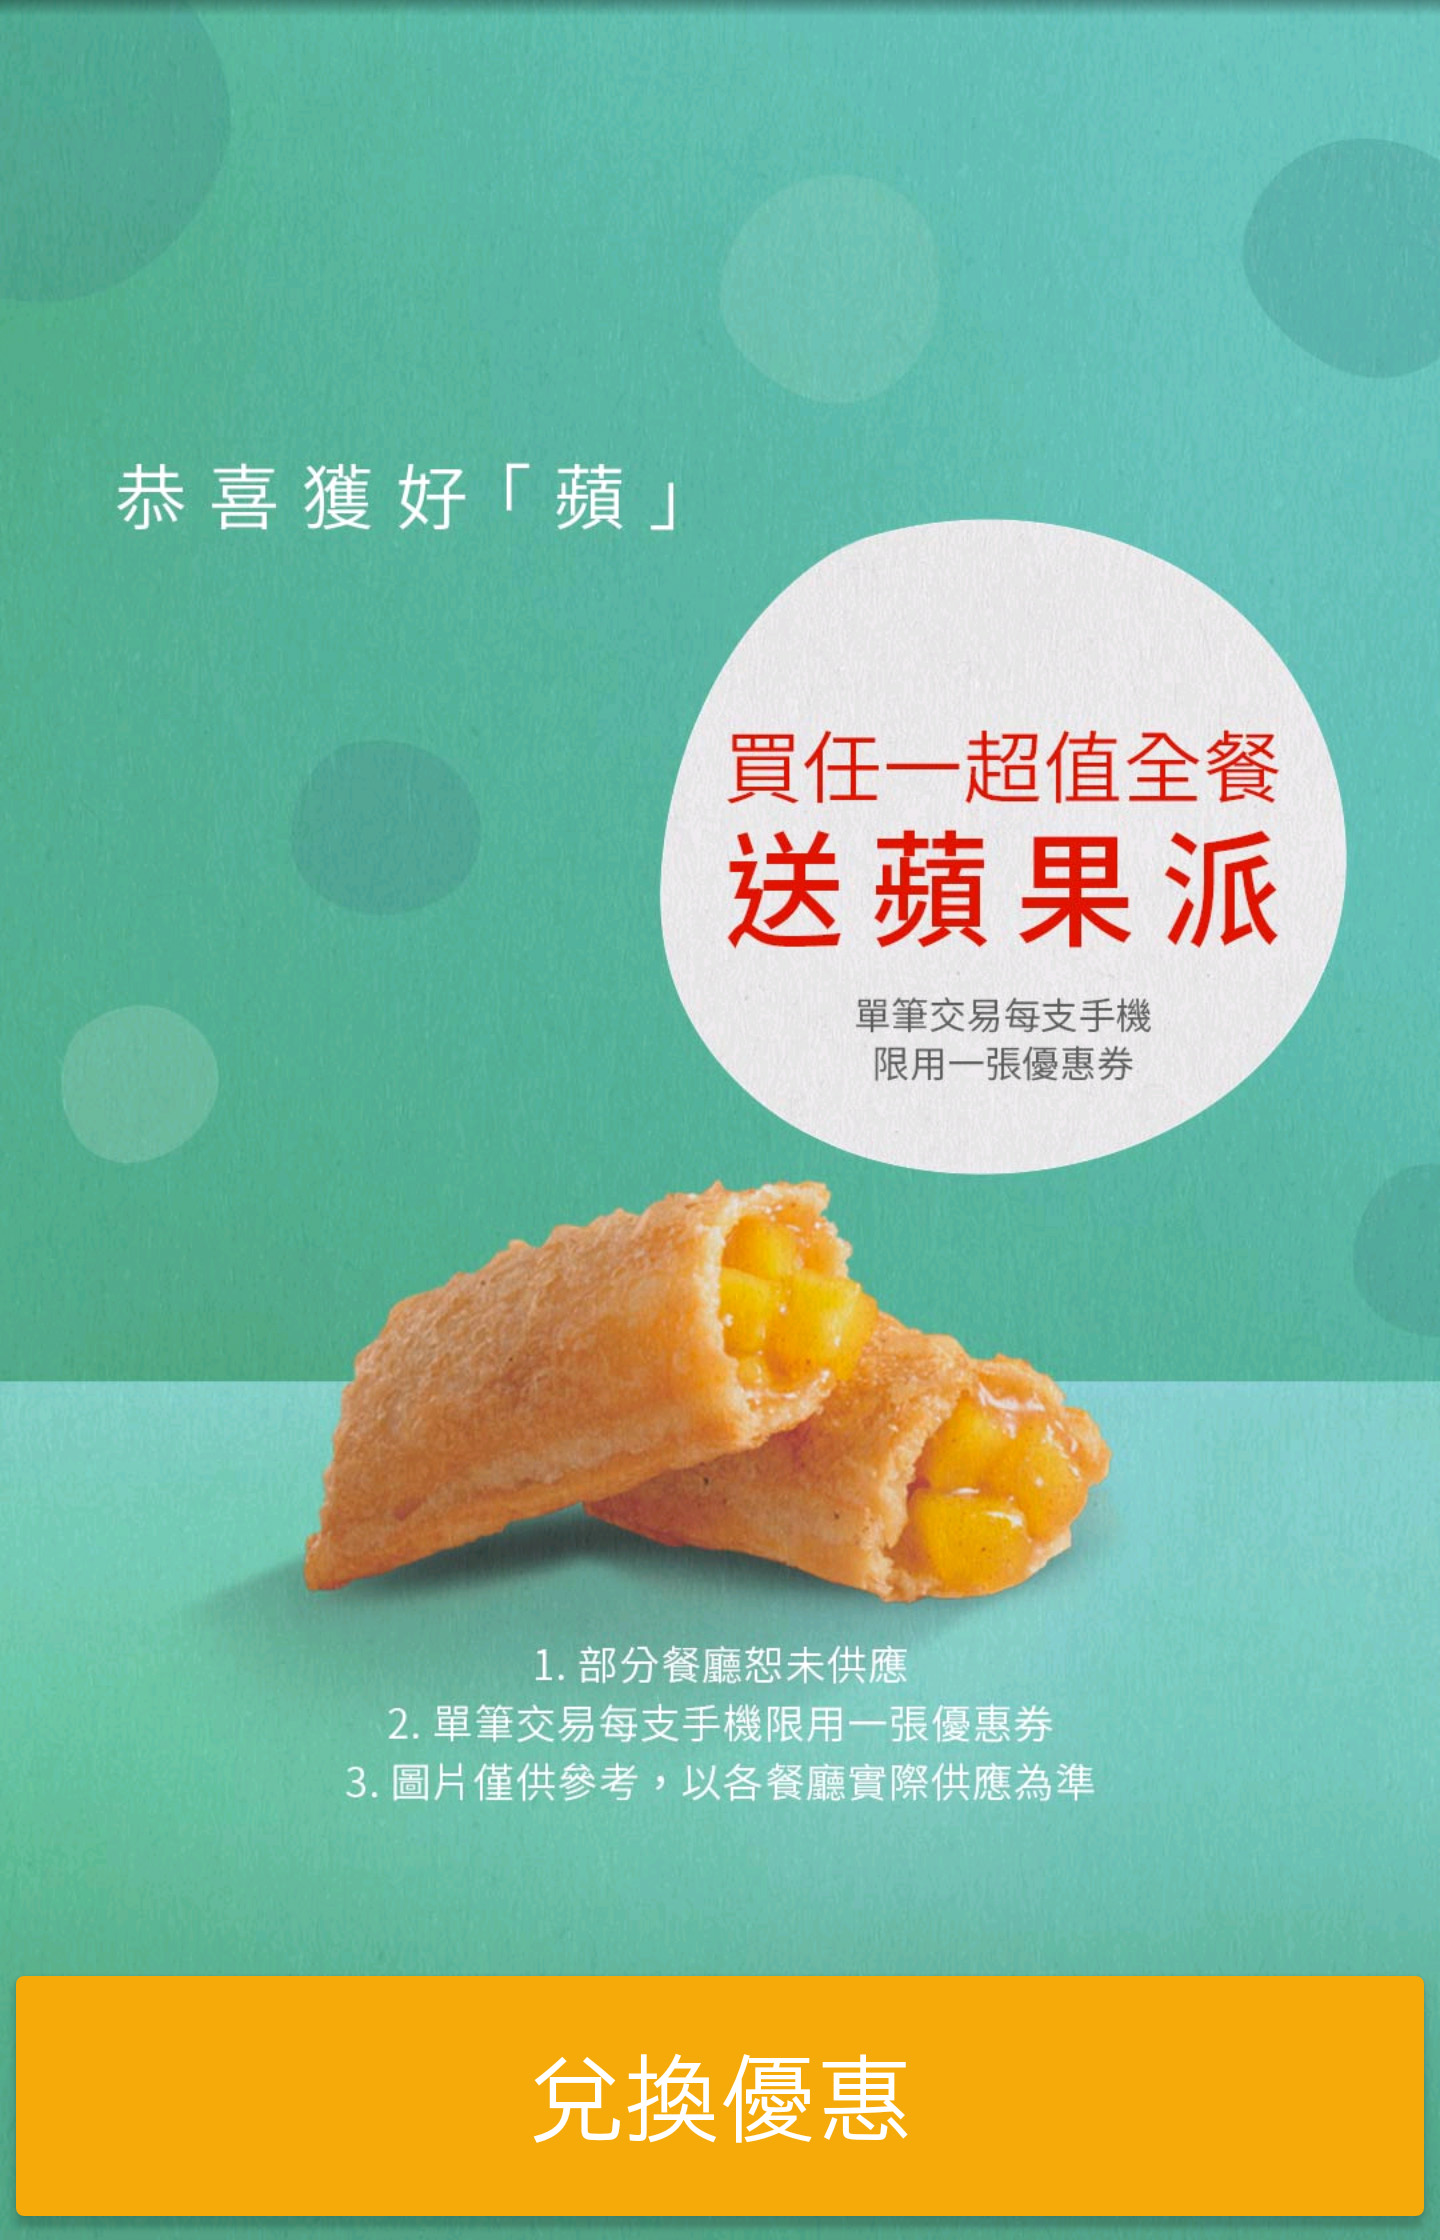 恭喜獲好「蘋」
買任一超值全餐
送蘋果派
單筆交易每支手機
限用一張優惠券
1. 部分餐廳恕未供應
2. 單筆交易每支手機限用一張優惠券
3. 圖片僅供參考，以各餐廳實際供應為準
兌換優惠